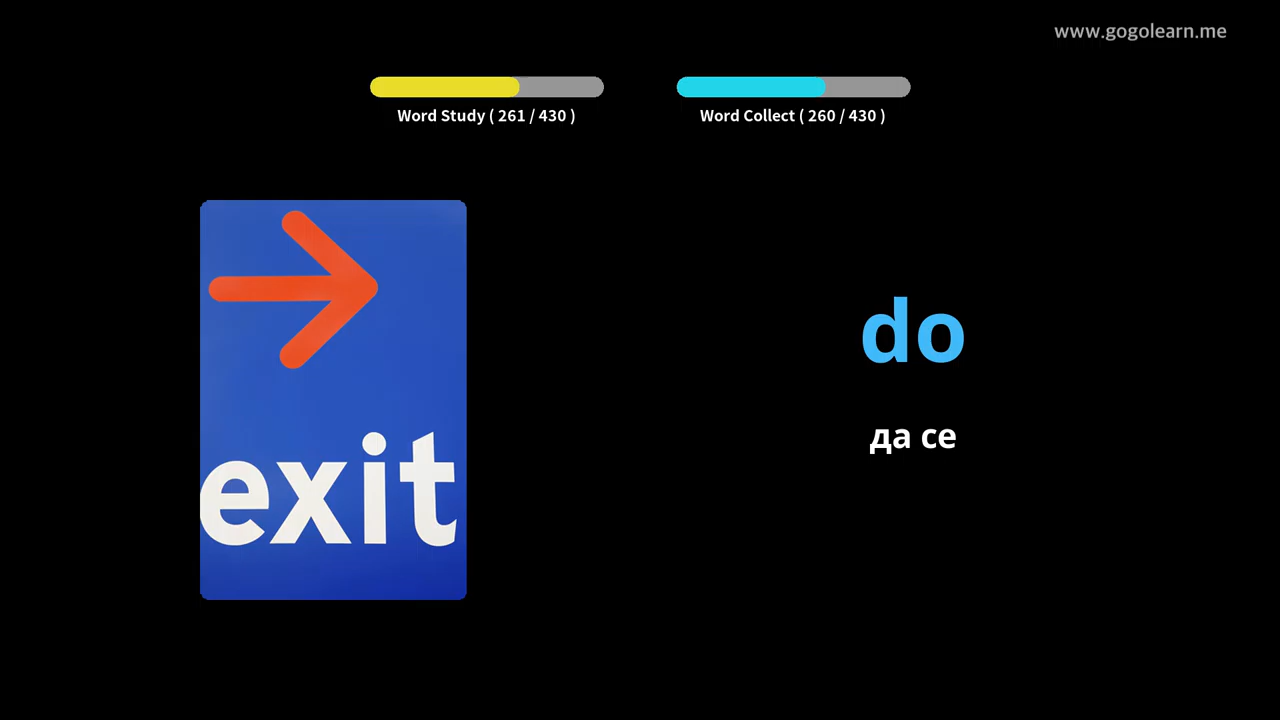 www.gogolearn.me
Word Study ( 261 / 430 )
Word Collect ( 260 / 430 )
exit
do
да се